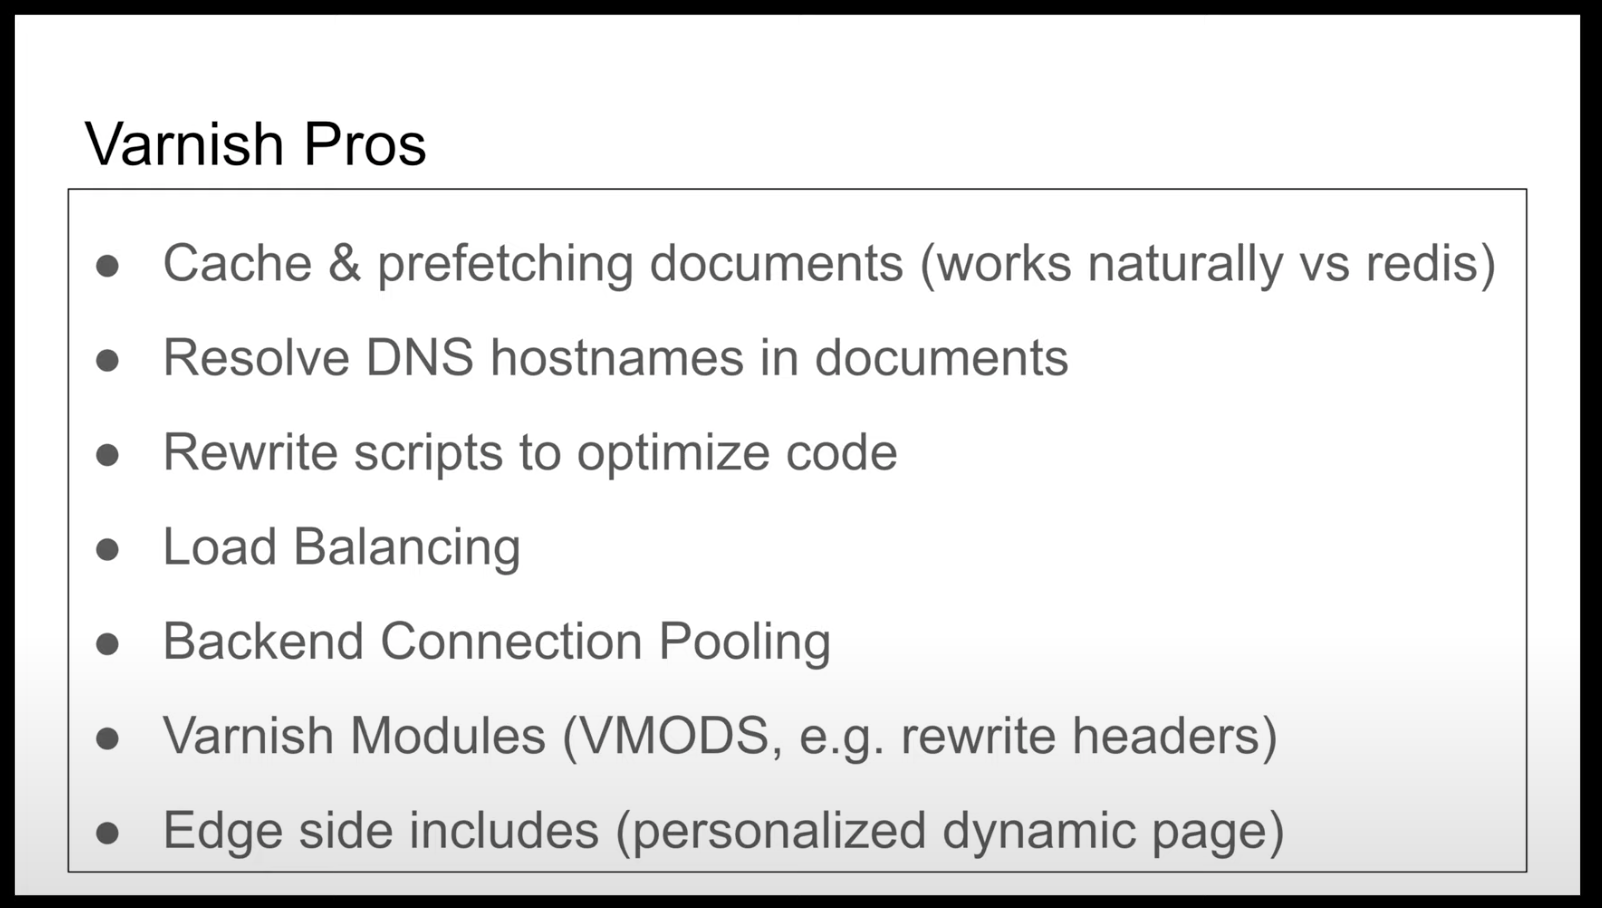 Varnish Pros
● Cache & prefetching documents (works naturally vs redis)
● Resolve DNS hostnames in documents
● Rewrite scripts to optimize code
● Load Balancing
● Backend Connection Pooling
● Varnish Modules (VMODS, e.g. rewrite headers)
● Edge side includes (personalized dynamic page)